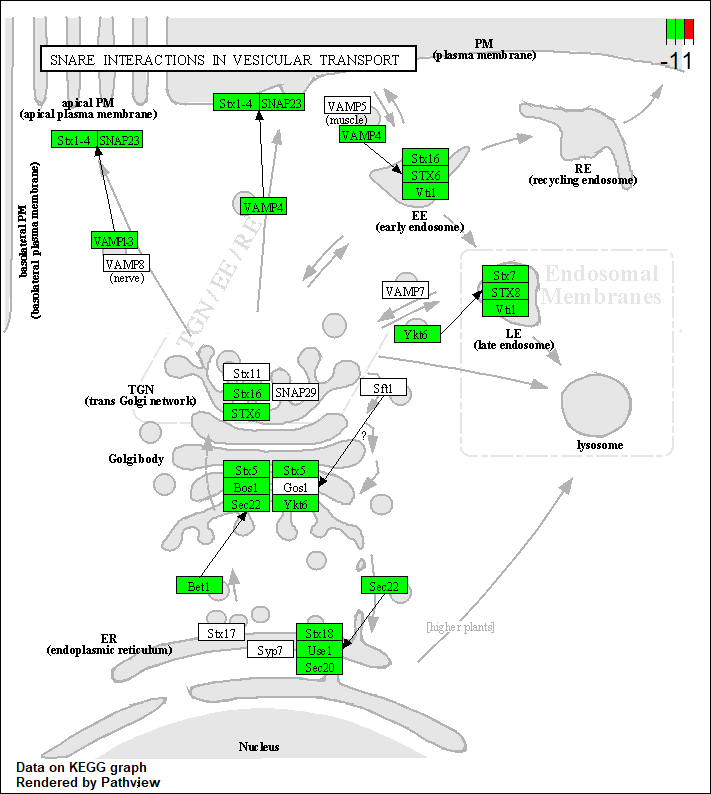 SNARE INTERACTIONS IN VESICULAR TRANSPORT
PM
(plasma membrane)
-11
apical PM
(apical plasma membrane)
Stx1-4 SNAP23
Stx1-4 SNAP23
VAMP5
(muscle)
VAMP4
Stx16
STX6
Vti1
EE
(early endosome)
RE
(recycling endosome)
basolateral PM
(basolateral plasma membrane)
VAMP4
VAMP3
VAMP8
(nerve)
TGN / EE / RE
Endosomal
Membranes
Stx7
STX8
Vti1
LE
(late endosome)
VAMP7
Ykt6
lysosome
TGN
(trans Golgi network)
Stx11
Stx16 SNAP29
STX6
Sft1
?
Golgi body
Stx5 Stx5
Bos1 Gos1
Sec22 Ykt6
Bet1
Sec22
[higher plants]
ER
(endoplasmic reticulum)
Stx17
Syp7
Stx18
Use1
Sec20
Nucleus
Data on KEGG graph
Rendered by Pathview